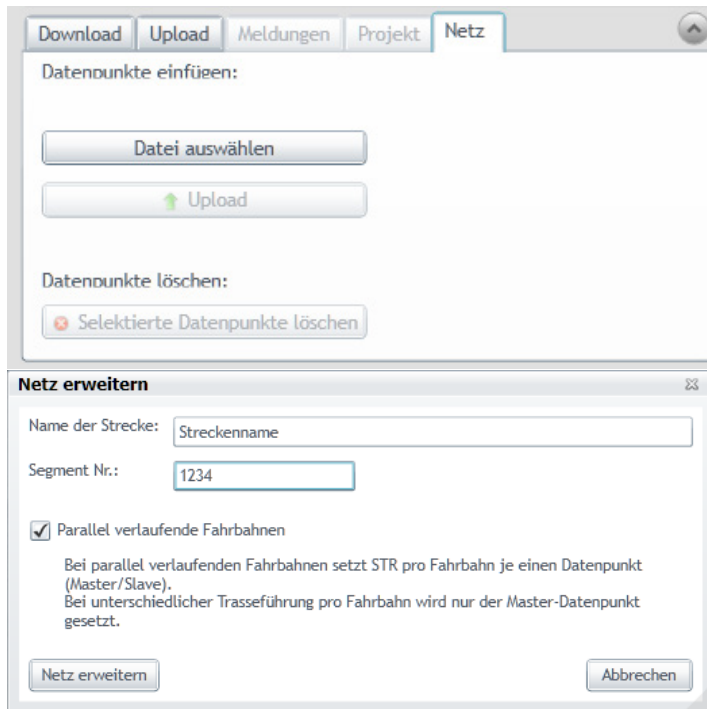 Download Upload Meldungen Projekt Netz
Datenpunkte einfügen:
Datei auswählen
Upload
Datenpunkte löschen:
Selektierte Datenpunkte löschen
Netz erweitern
Name der Strecke: Streckenname
Segment Nr.: 1234
Parallel verlaufende Fahrbahnen
Bei parallel verlaufenden Fahrbahnen setzt STR pro Fahrbahn je einen Datenpunkt
(Master/Slave).
Bei unterschiedlicher Trasseführung pro Fahrbahn wird nur der Master-Datenpunkt
gesetzt.
Netz erweitern Abbrechen